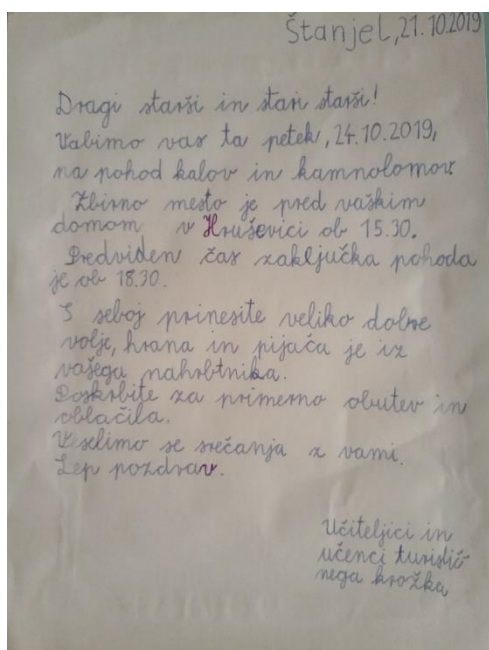 Štanjel, 21.10.2019
Dragi starši in stari starši!
Vabimo vas ta petek, 24.10.2019,
na pohod kalov in kamnolomov
Zbirno mesto je pred vaškim
domom v Hruševici ob 15.30.
Predviden čas zaključka pohoda
je ob 18.30.
S seboj prinesite veliko dobre
volje, hrana in pijača je iz
vašega nahrbtnika.
Poskrbite za primerno obutev in
oblačila.
Veselimo se srečanja z vami.
Lep pozdrav.
Učiteljici in
učenci turistič-
nega krožka